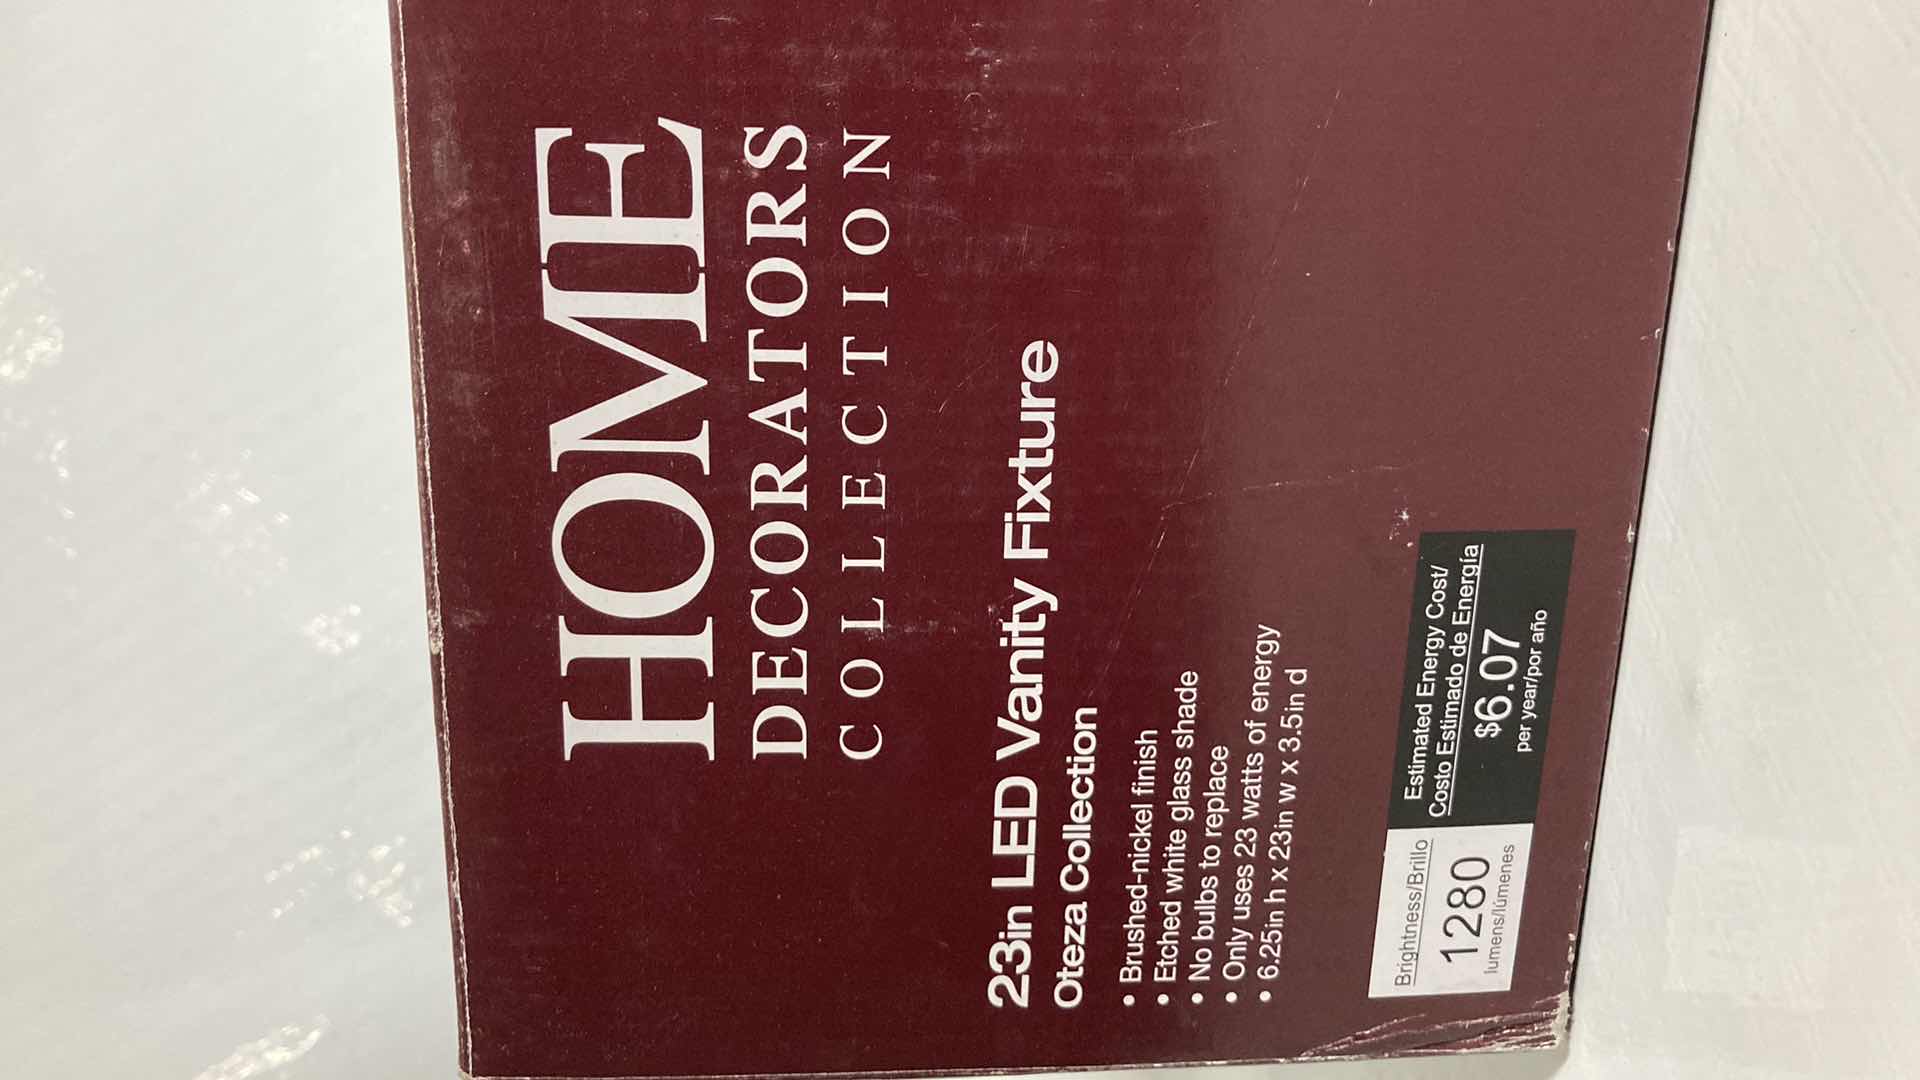 HOME
DECORATORS
COLLECTION
23in LED Vanity Fixture
Oteza Collection
• Brushed-nickel finish
• Etched white glass shade
• No bulbs to replace
• Only uses 23 watts of energy
• 6.25in h x 23in w x 3.5in d
Brightness/Brillo
1280
lumens/lúmenes
Estimated Energy Cost/
Costo Estimado de Energía
$6.07
per year/por año